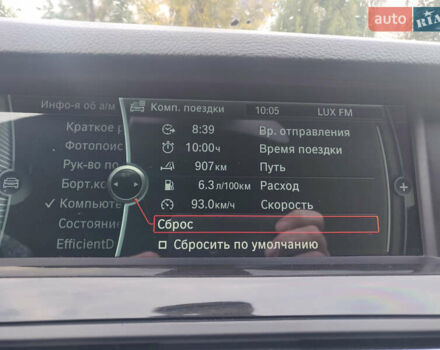 auto RIA
Инфо-я об а/м Комп. поездки 10:05 LUX FM
Краткое р
Фотопоис
Рук-во по
Борт.к
Компьют
Состояние
EfficientD
8:39 Вр. отправления
10:00ч Время поездки
907км Путь
6.3л/100км Расход
93.0км/ч Скорость
Сброс
Сбросить по умолчанию